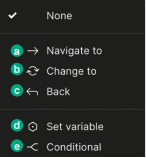 None
a Navigate to
b Change to
c Back
d Set variable
e Conditional